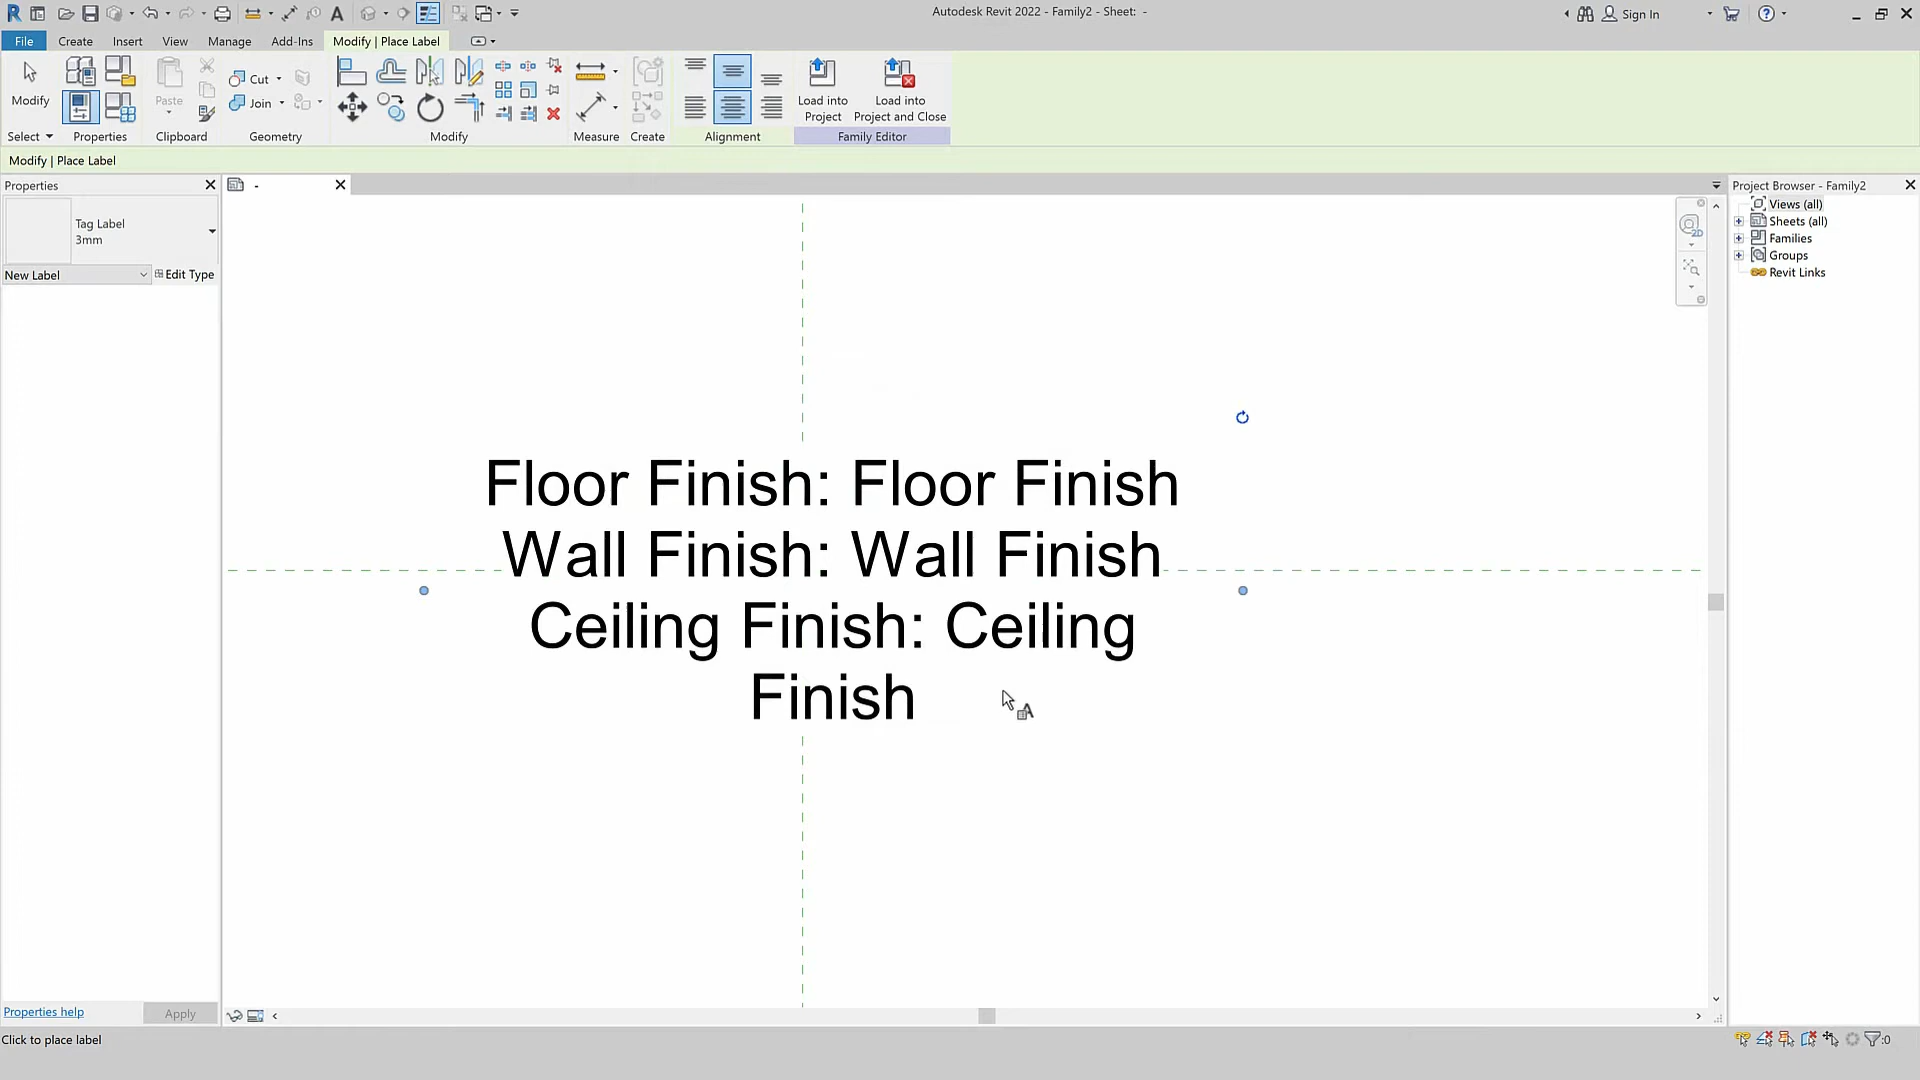 Autodesk Revit 2022 - Family2 - Sheet: -
Sign In
File
Create
Insert
View
Manage
Add-Ins
Modify | Place Label
Modify
Select
Properties
Paste
Clipboard
Cut
Join
Geometry
Modify
Measure
Create
Alignment
Load into
Project
Load into
Project and Close
Family Editor
Modify | Place Label
Properties
-
Project Browser - Family2
Tag Label
3mm
New Label
Edit Type
2D
Views (all)
Sheets (all)
Families
Groups
Revit Links
Floor Finish: Floor Finish
Wall Finish: Wall Finish
Ceiling Finish: Ceiling
Finish
A
Properties help
Apply
Click to place label
:0